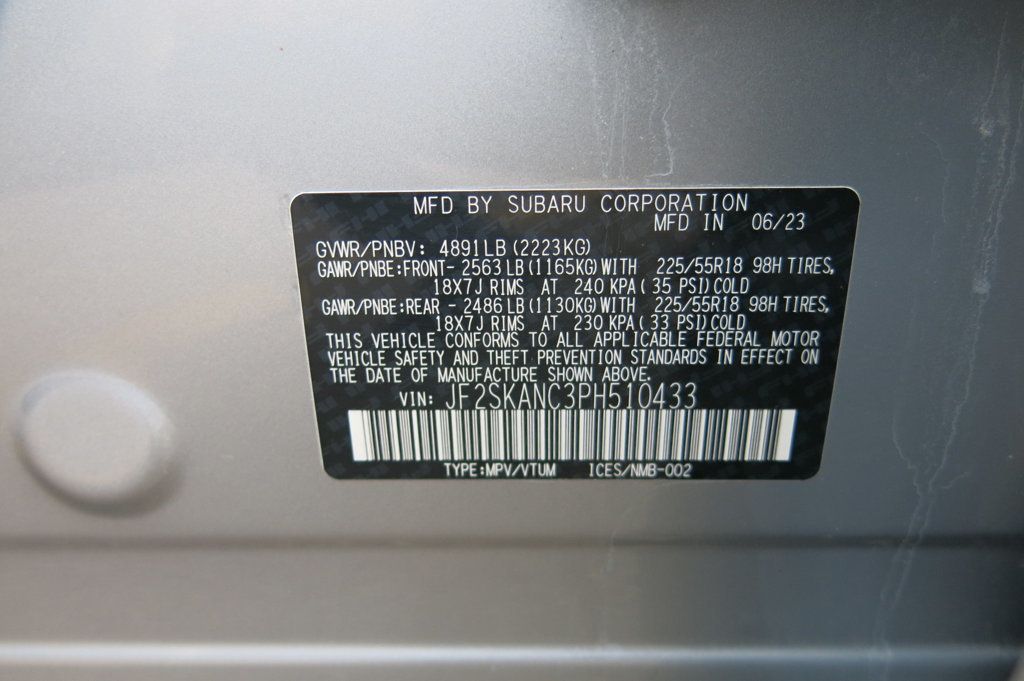 MFD BY SUBARU CORPORATION
MFD IN 06/23
GVWR/PNBV: 4891LB(2223KG)
GAWR/PNBE:FRONT- 2563LB(1165KG)WITH 225/55R18 98H TIRES,
18X7J RIMS AT 240 KPA( 35 PSI)COLD
GAWR/PNBE:REAR - 2486LB(1130KG)WITH 225/55R18 98H TIRES,
18X7J RIMS AT 230 KPA( 33 PSI)COLD
THIS VEHICLE CONFORMS TO ALL APPLICABLE FEDERAL MOTOR
VEHICLE SAFETY AND THEFT PREVENTION STANDARDS IN EFFECT ON
THE DATE OF MANUFACTURE SHOWN ABOVE.
VIN: JF2SKANC3PH510433
TYPE:MPV/VTUM ICES/NMB-002